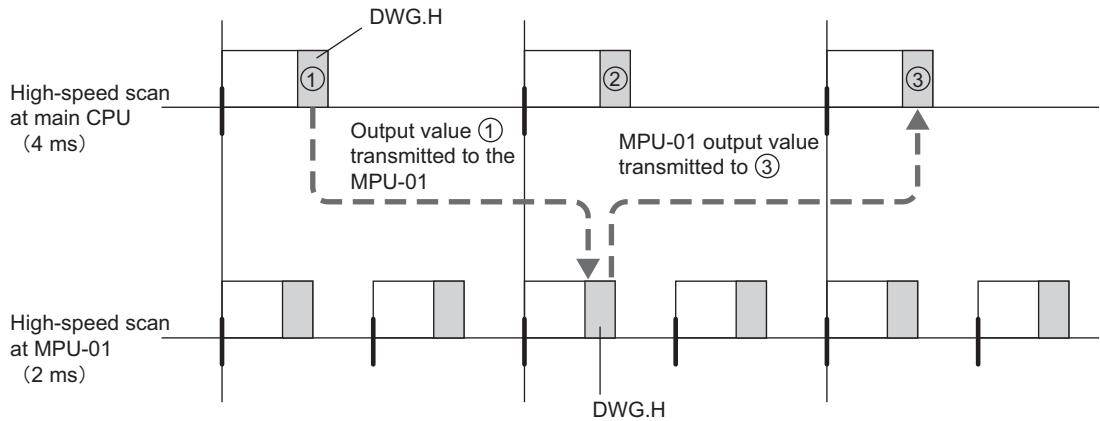 DWG.H
① ② ③
High-speed scan
at main CPU
(4 ms)
Output value ①
transmitted to the
MPU-01
MPU-01 output value
transmitted to ③
High-speed scan
at MPU-01
(2 ms)
DWG.H